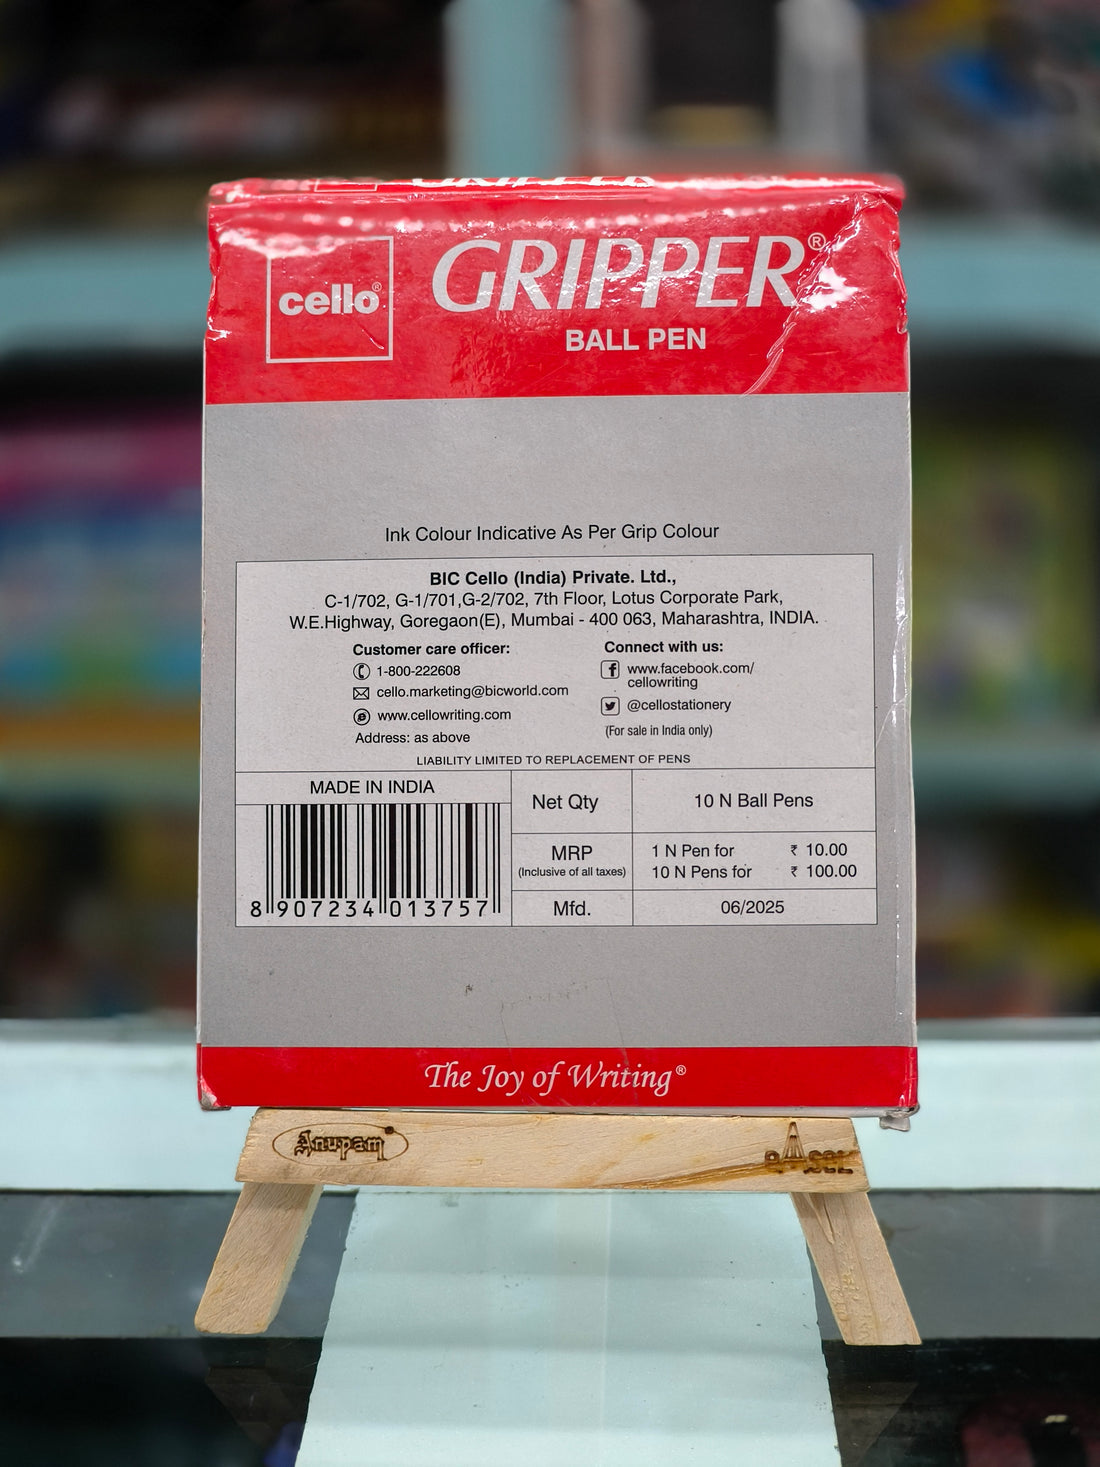 GRIPPER
cello®
GRIPPER®
BALL PEN
Ink Colour Indicative As Per Grip Colour
BIC Cello (India) Private. Ltd.,
C-1/702, G-1/701,G-2/702, 7th Floor, Lotus Corporate Park,
W.E.Highway, Goregaon(E), Mumbai - 400 063, Maharashtra, INDIA.
Customer care officer:
1-800-222608
cello.marketing@bicworld.com
www.cellowriting.com
Address: as above
Connect with us:
www.facebook.com/
cellowriting
@cellostationery
(For sale in India only)
LIABILITY LIMITED TO REPLACEMENT OF PENS
MADE IN INDIA
8 907234 013757
Net Qty
10 N Ball Pens
MRP
(Inclusive of all taxes)
1 N Pen for ₹ 10.00
10 N Pens for ₹ 100.00
Mfd.
06/2025
The Joy of Writing®
Anupam